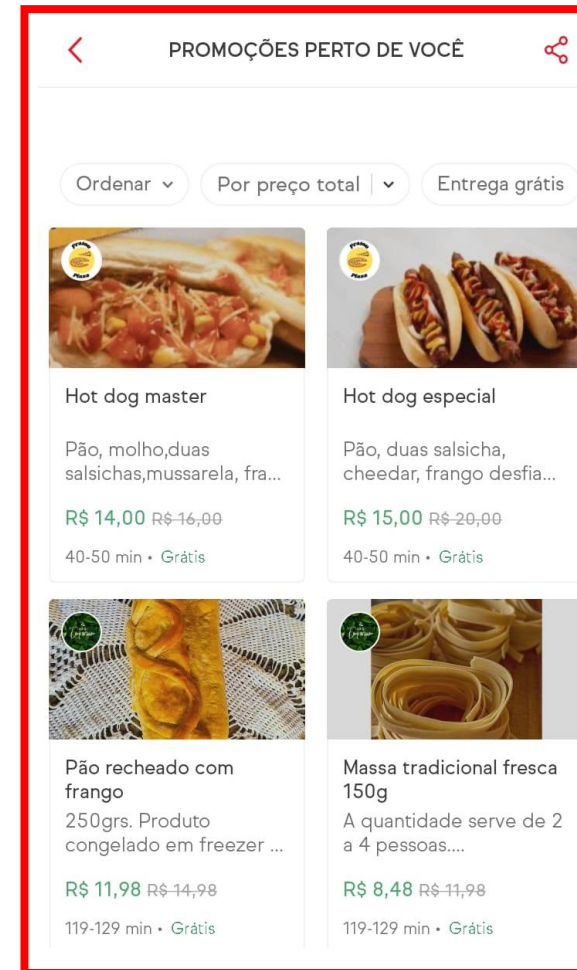 PROMOÇÕES PERTO DE VOCÊ
Ordenar
Por preço total
Entrega grátis
Hot dog master
Pão, molho,duas
salsichas,mussarela, fra...
R$ 14,00 R$ 16,00
40-50 min • Grátis
Hot dog especial
Pão, duas salsicha,
cheedar, frango desfia...
R$ 15,00 R$ 20,00
40-50 min • Grátis
Pão recheado com
frango
250grs. Produto
congelado em freezer ...
R$ 11,98 R$ 14,98
119-129 min • Grátis
Massa tradicional fresca
150g
A quantidade serve de 2
a 4 pessoas....
R$ 8,48 R$ 11,98
119-129 min • Grátis